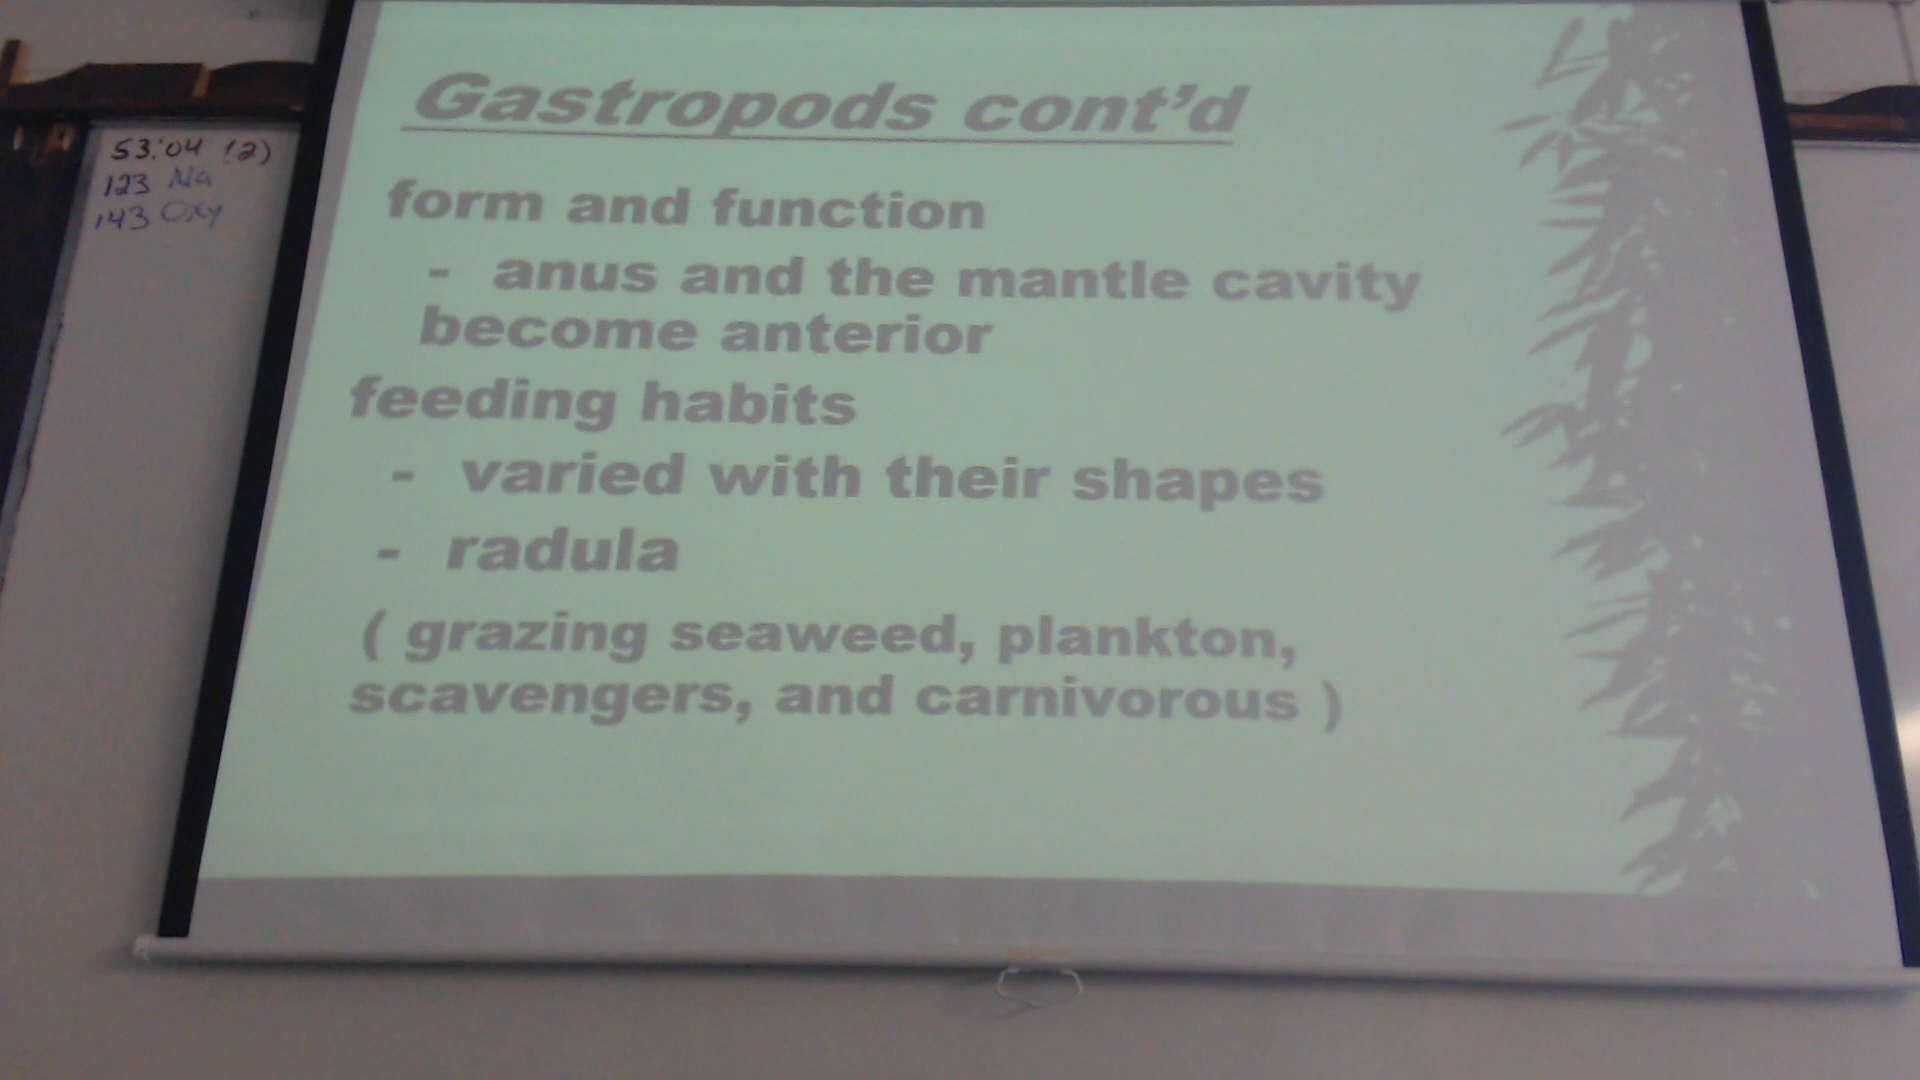 53:04 (2)
123 Na
143 Oxy
Gastropods cont'd
form and function
- anus and the mantle cavity
become anterior
feeding habits
- varied with their shapes
- radula
( grazing seaweed, plankton,
scavengers, and carnivorous )